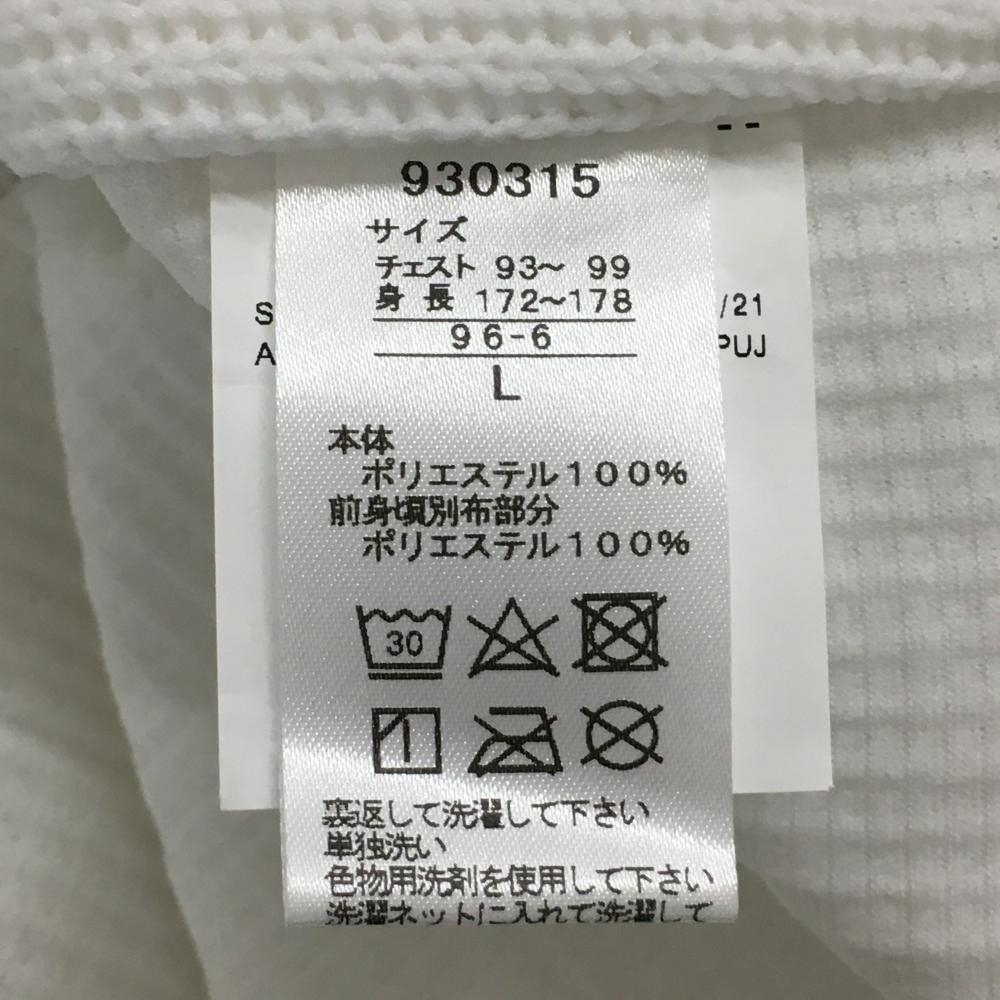 --
930315
サイズ
チェスト 93〜 99
身 長 172〜178
S /21
96-6
A PUJ
L
本体
ポリエステル100%
前身頃別布部分
ポリエステル100%
30
裏返して洗濯して下さい
単独洗い
色物用洗剤を使用して下さい
洗濯ネットに入れて洗濯して